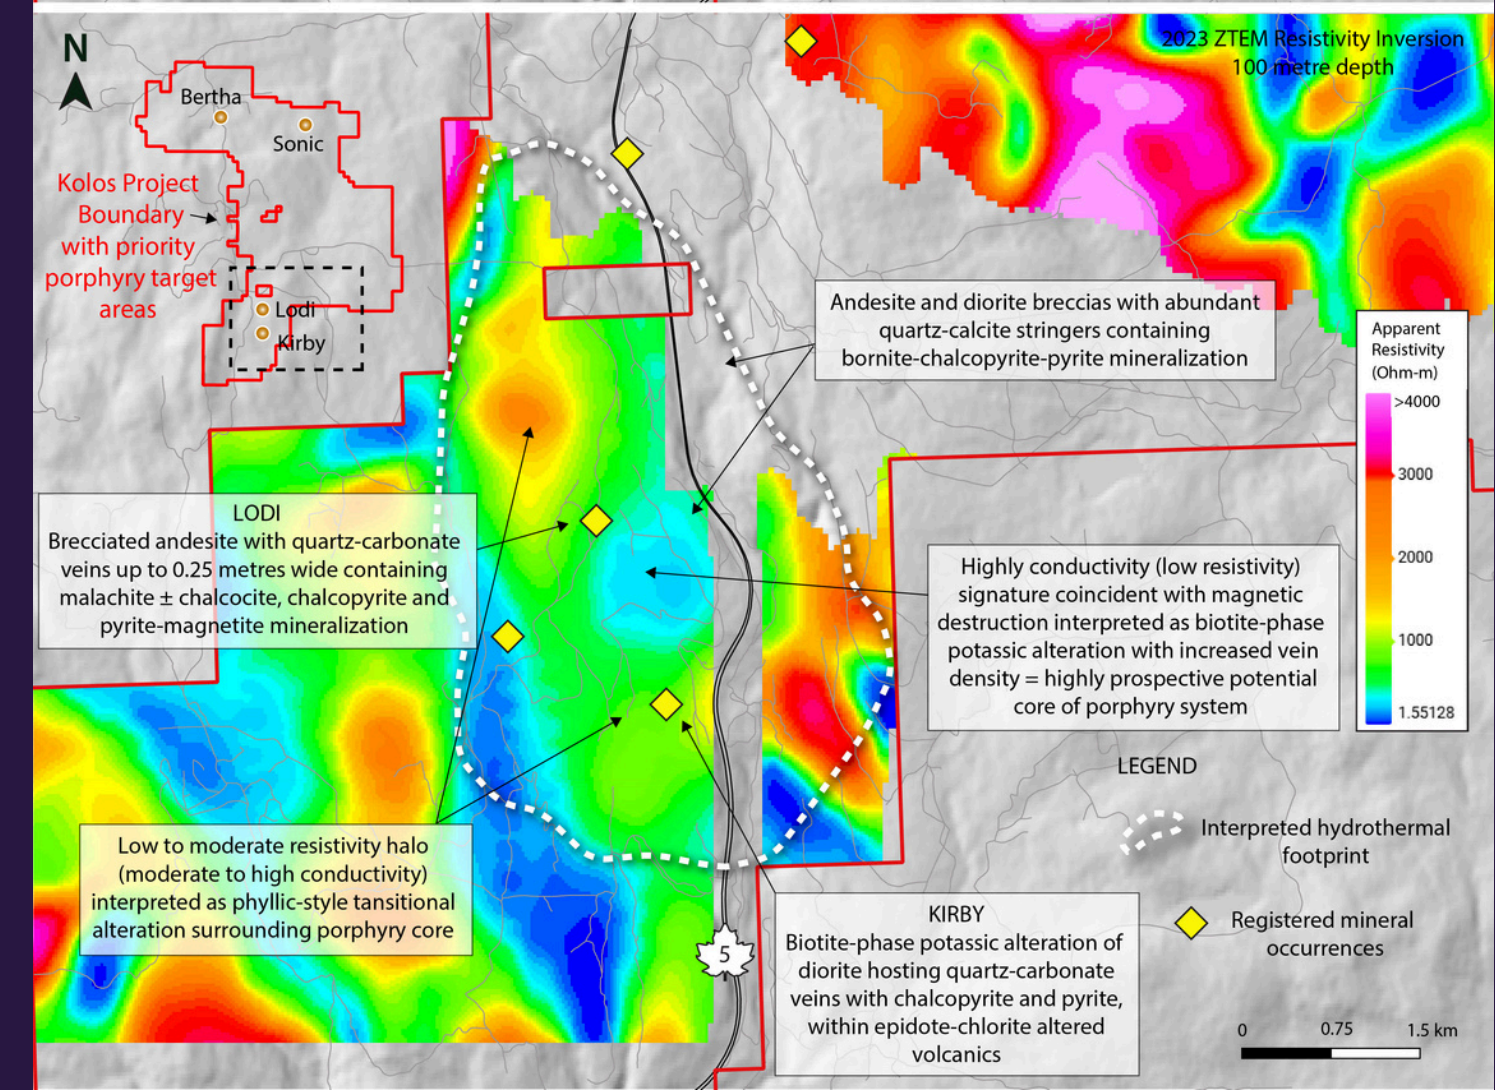 N
2023 ZTEM Resistivity Inversion
100 metre depth
Bertha
Sonic
Kolos Project
Boundary
with priority
porphyry target
areas
Lodi
Kirby
Andesite and diorite breccias with abundant
quartz-calcite stringers containing
bornite-chalcopyrite-pyrite mineralization
Apparent
Resistivity
(Ohm-m)
>4000
3000
2000
1000
1.55128
LODI
Brecciated andesite with quartz-carbonate
veins up to 0.25 metres wide containing
malachite ± chalcocite, chalcopyrite and
pyrite-magnetite mineralization
Highly conductivity (low resistivity)
signature coincident with magnetic
destruction interpreted as biotite-phase
potassic alteration with increased vein
density = highly prospective potential
core of porphyry system
Low to moderate resistivity halo
(moderate to high conductivity)
interpreted as phyllic-style tansitional
alteration surrounding porphyry core
LEGEND
Interpreted hydrothermal
footprint
Registered mineral
occurrences
5
KIRBY
Biotite-phase potassic alteration of
diorite hosting quartz-carbonate
veins with chalcopyrite and pyrite,
within epidote-chlorite altered
volcanics
0 0.75 1.5 km